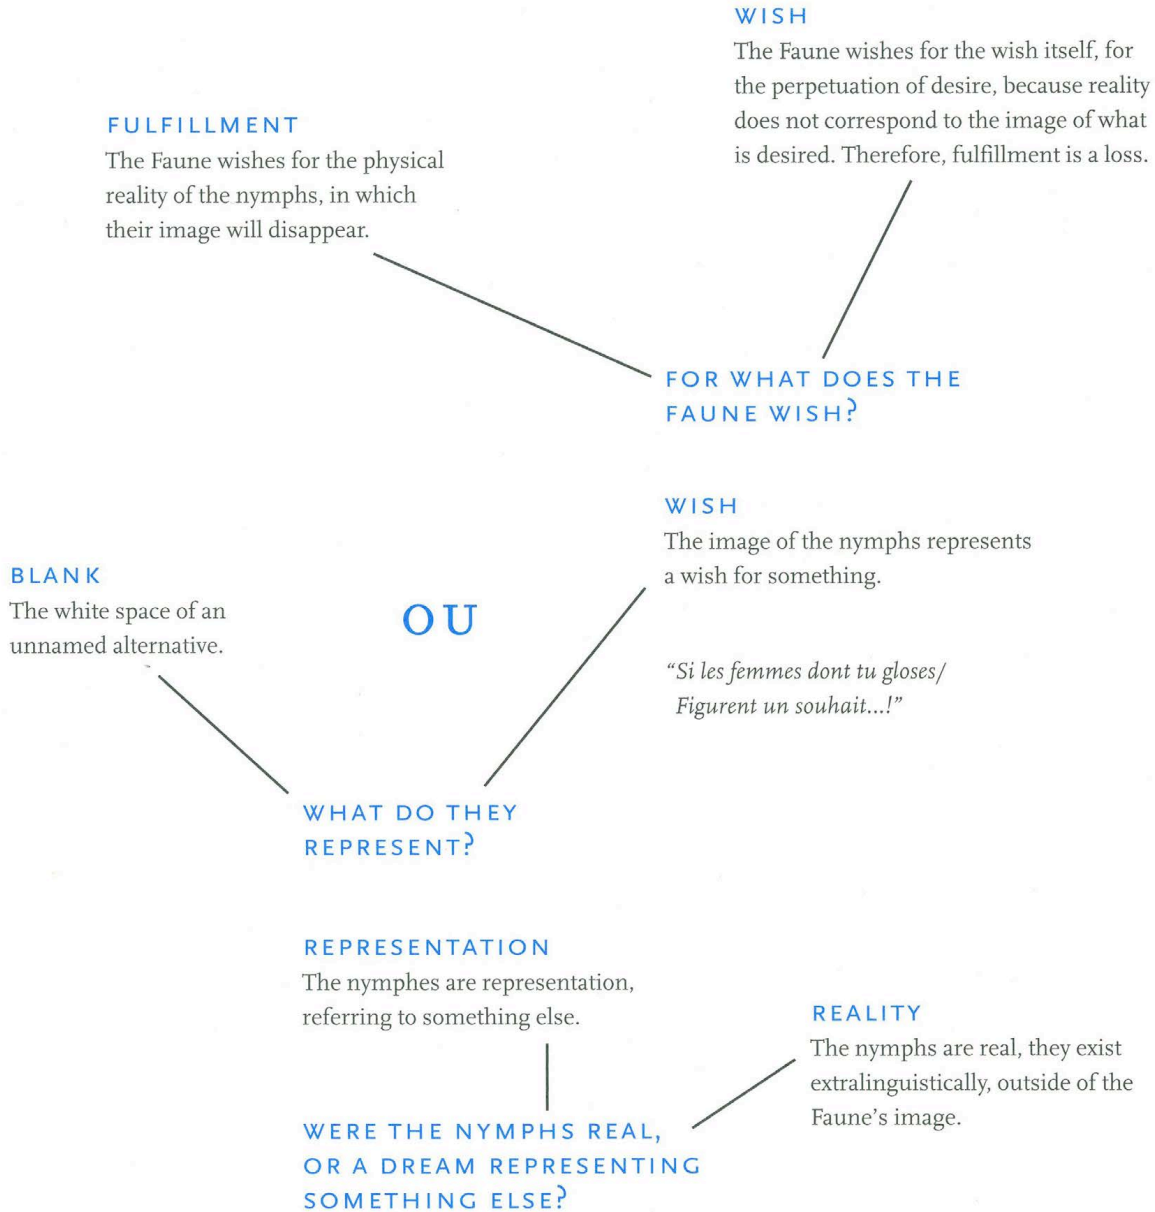 WISH
The Faune wishes for the wish itself, for
the perpetuation of desire, because reality
does not correspond to the image of what
is desired. Therefore, fulfillment is a loss.
FULFILLMENT
The Faune wishes for the physical
reality of the nymphs, in which
their image will disappear.
FOR WHAT DOES THE
FAUNE WISH?
WISH
The image of the nymphs represents
a wish for something.
BLANK
The white space of an
unnamed alternative.
OU
“Si les femmes dont tu gloses/
Figurent un souhait...!”
WHAT DO THEY
REPRESENT?
REPRESENTATION
The nymphes are representation,
referring to something else.
REALITY
The nymphs are real, they exist
extralinguistically, outside of the
Faune's image.
WERE THE NYMPHS REAL,
OR A DREAM REPRESENTING
SOMETHING ELSE?